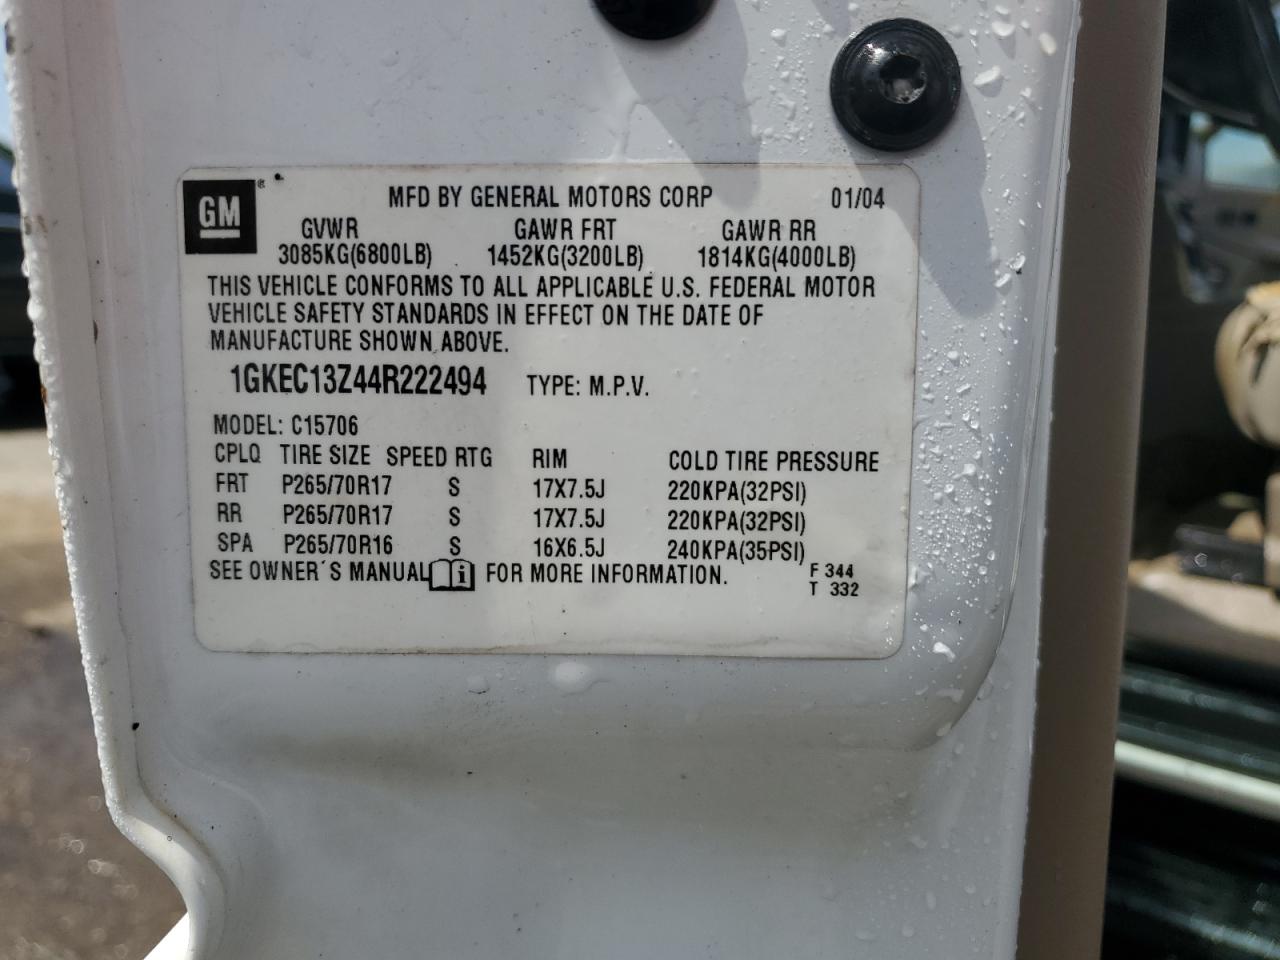 GM ®
MFD BY GENERAL MOTORS CORP 01/04
GVWR GAWR FRT GAWR RR
3085KG(6800LB) 1452KG(3200LB) 1814KG(4000LB)
THIS VEHICLE CONFORMS TO ALL APPLICABLE U.S. FEDERAL MOTOR
VEHICLE SAFETY STANDARDS IN EFFECT ON THE DATE OF
MANUFACTURE SHOWN ABOVE.
1GKEC13Z44R222494 TYPE: M.P.V.
MODEL: C15706
CPLQ TIRE SIZE SPEED RTG RIM COLD TIRE PRESSURE
FRT P265/70R17 S 17X7.5J 220KPA(32PSI)
RR P265/70R17 S 17X7.5J 220KPA(32PSI)
SPA P265/70R16 S 16X6.5J 240KPA(35PSI)
SEE OWNER´S MANUAL i FOR MORE INFORMATION. F 344
T 332